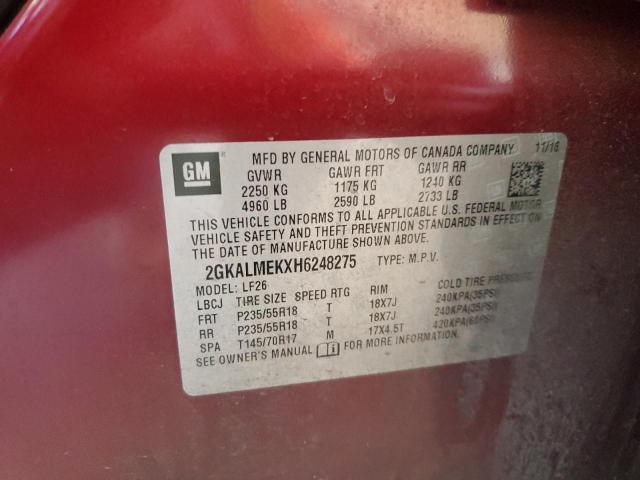 GM
MFD BY GENERAL MOTORS OF CANADA COMPANY 11/16
GVWR GAWR FRT GAWR RR
2250 KG 1175 KG 1240 KG
4960 LB 2590 LB 2733 LB
THIS VEHICLE CONFORMS TO ALL APPLICABLE U.S. FEDERAL MOTOR
VEHICLE SAFETY AND THEFT PREVENTION STANDARDS IN EFFECT ON
THE DATE OF MANUFACTURE SHOWN ABOVE.
2GKALMEKXH6248275 TYPE: M.P.V.
MODEL: LF26
LBCJ TIRE SIZE SPEED RTG RIM COLD TIRE PRESSURE
FRT P235/55R18 T 18X7J 240KPA(35PSI)
RR P235/55R18 T 18X7J 240KPA(35PSI)
SPA T145/70R17 M 17X4.5T 420KPA(60PSI)
SEE OWNER'S MANUAL FOR MORE INFORMATION.